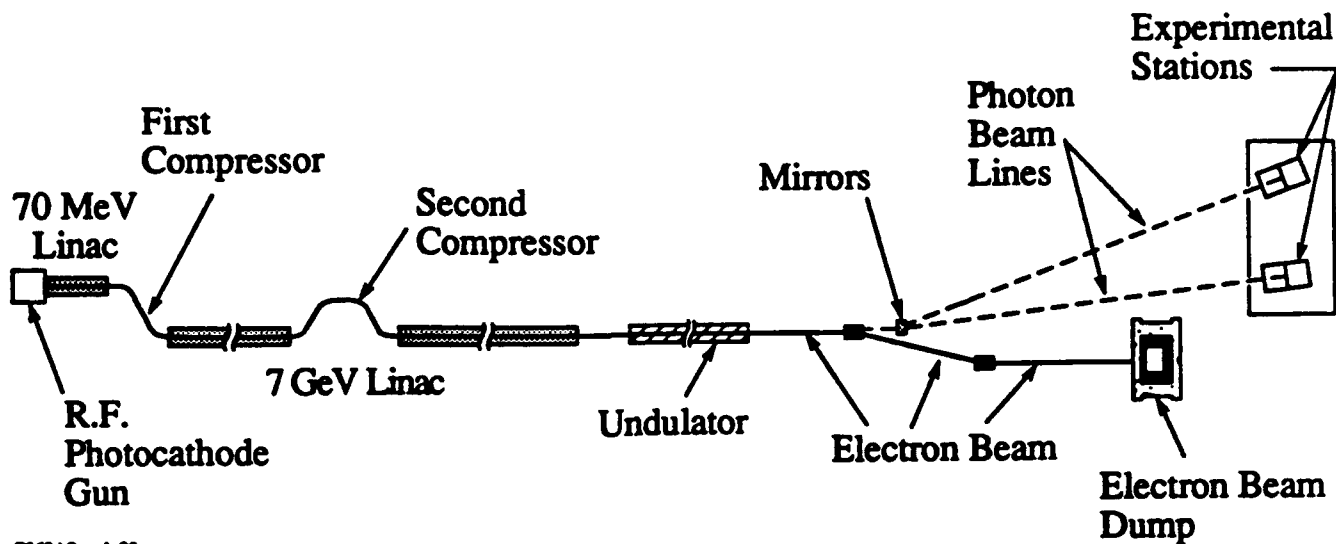 Experimental
Stations
Photon
Beam
Lines
First
Compressor
Mirrors
70 MeV
Linac
Second
Compressor
7 GeV Linac
R.F.
Photocathode
Gun
Undulator
Electron Beam
Electron Beam
Dump